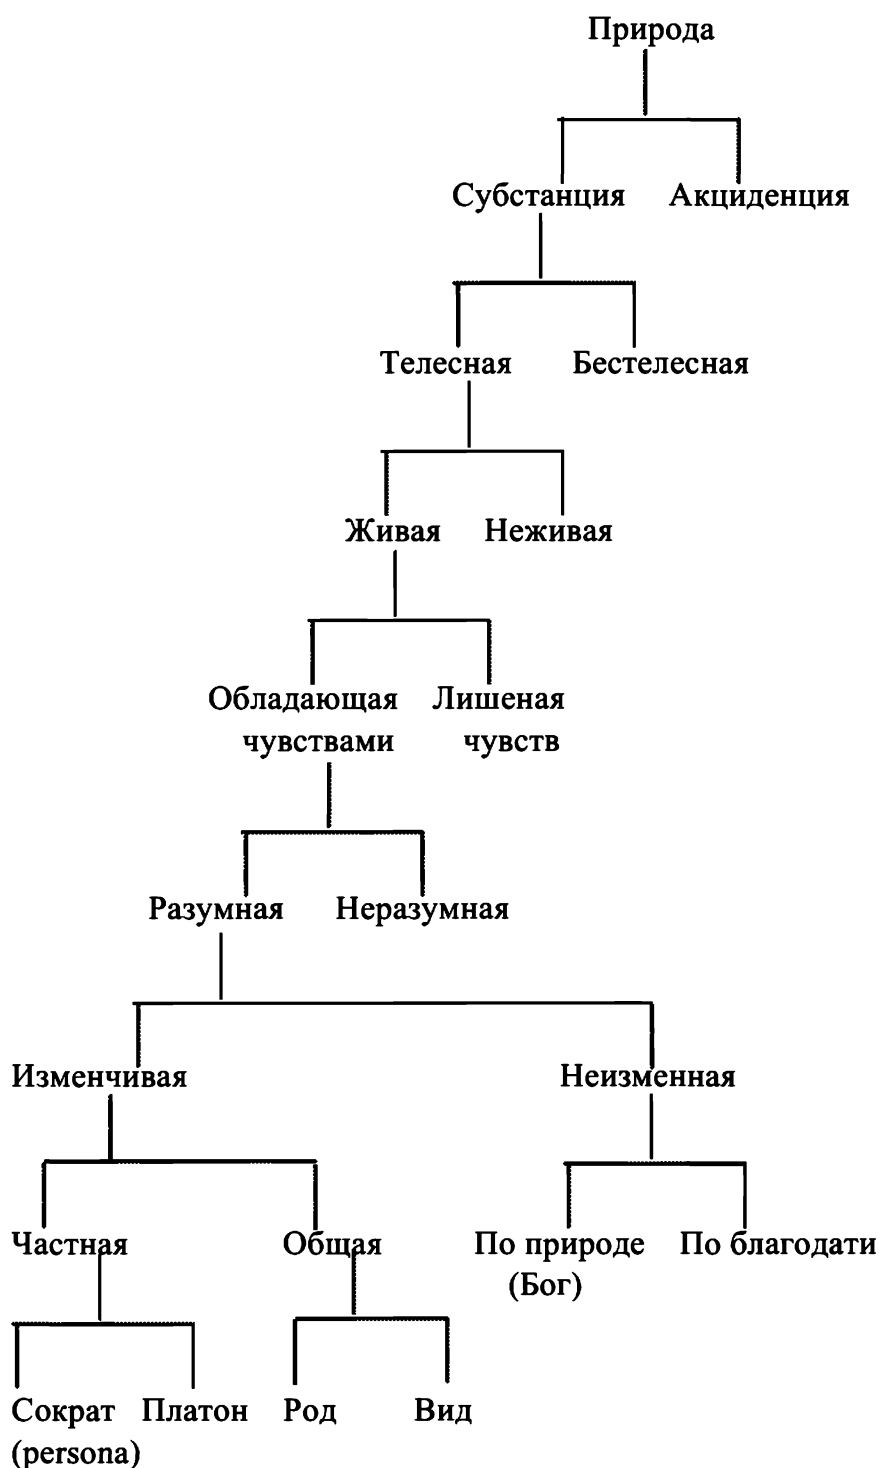 Природа
Субстанция Акциденция
Телесная Бестелесная
Живая Неживая
Обладающая Лишеная
чувствами чувств
Разумная Неразумная
Изменчивая Неизменная
Частная Общая По природе По благодати
(Бог)
Сократ Платон Род Вид
(persona)